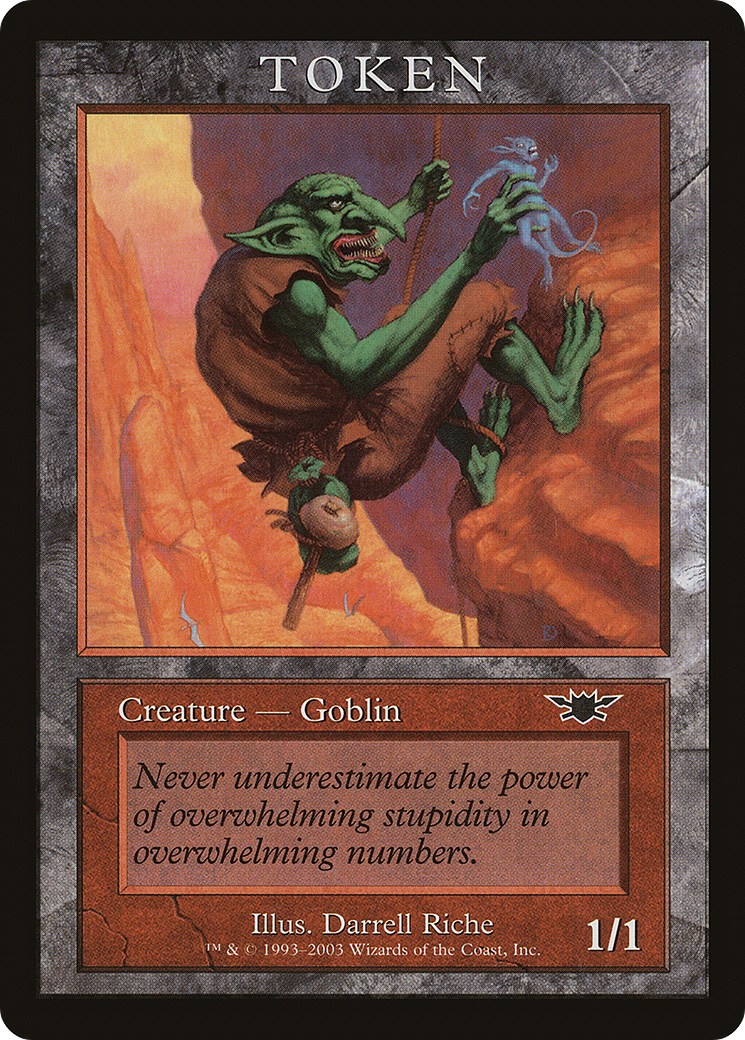 TOKEN
Creature — Goblin
Never underestimate the power
of overwhelming stupidity in
overwhelming numbers.
Illus. Darrell Riche
™ & © 1993–2003 Wizards of the Coast, Inc.
1/1